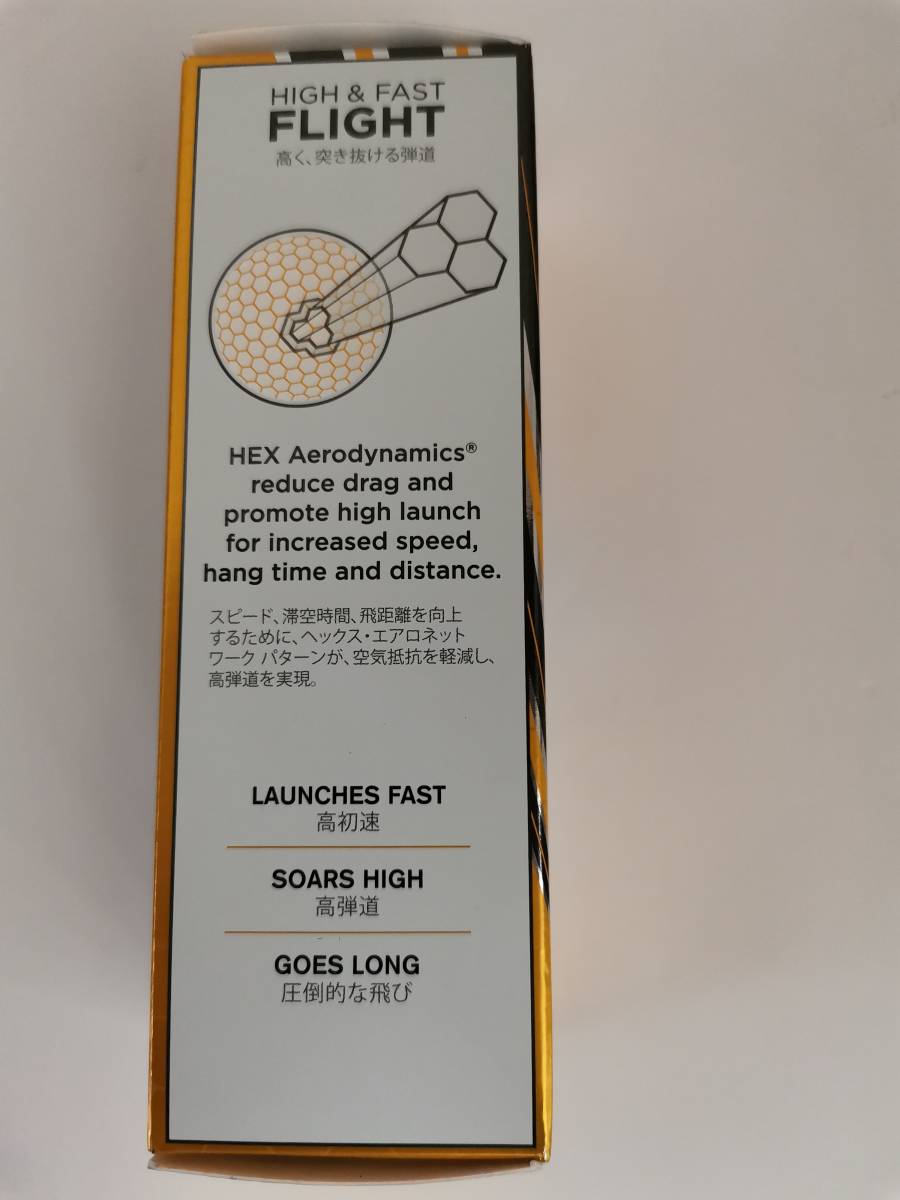 HIGH & FAST
FLIGHT
高く、突き抜ける弾道
HEX Aerodynamics®
reduce drag and
promote high launch
for increased speed,
hang time and distance.
スピード、滞空時間、飛距離を向上
するために、ヘックス・エアロネット
ワーク パターンが、空気抵抗を軽減し、
高弾道を実現。
LAUNCHES FAST
高初速
SOARS HIGH
高弾道
GOES LONG
圧倒的な飛び